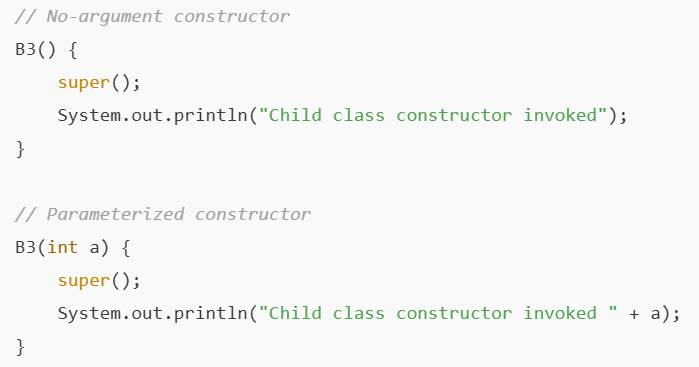 // No-argument constructor
B3() {
    super();
    System.out.println("Child class constructor invoked");
}

// Parameterized constructor
B3(int a) {
    super();
    System.out.println("Child class constructor invoked " + a);
}